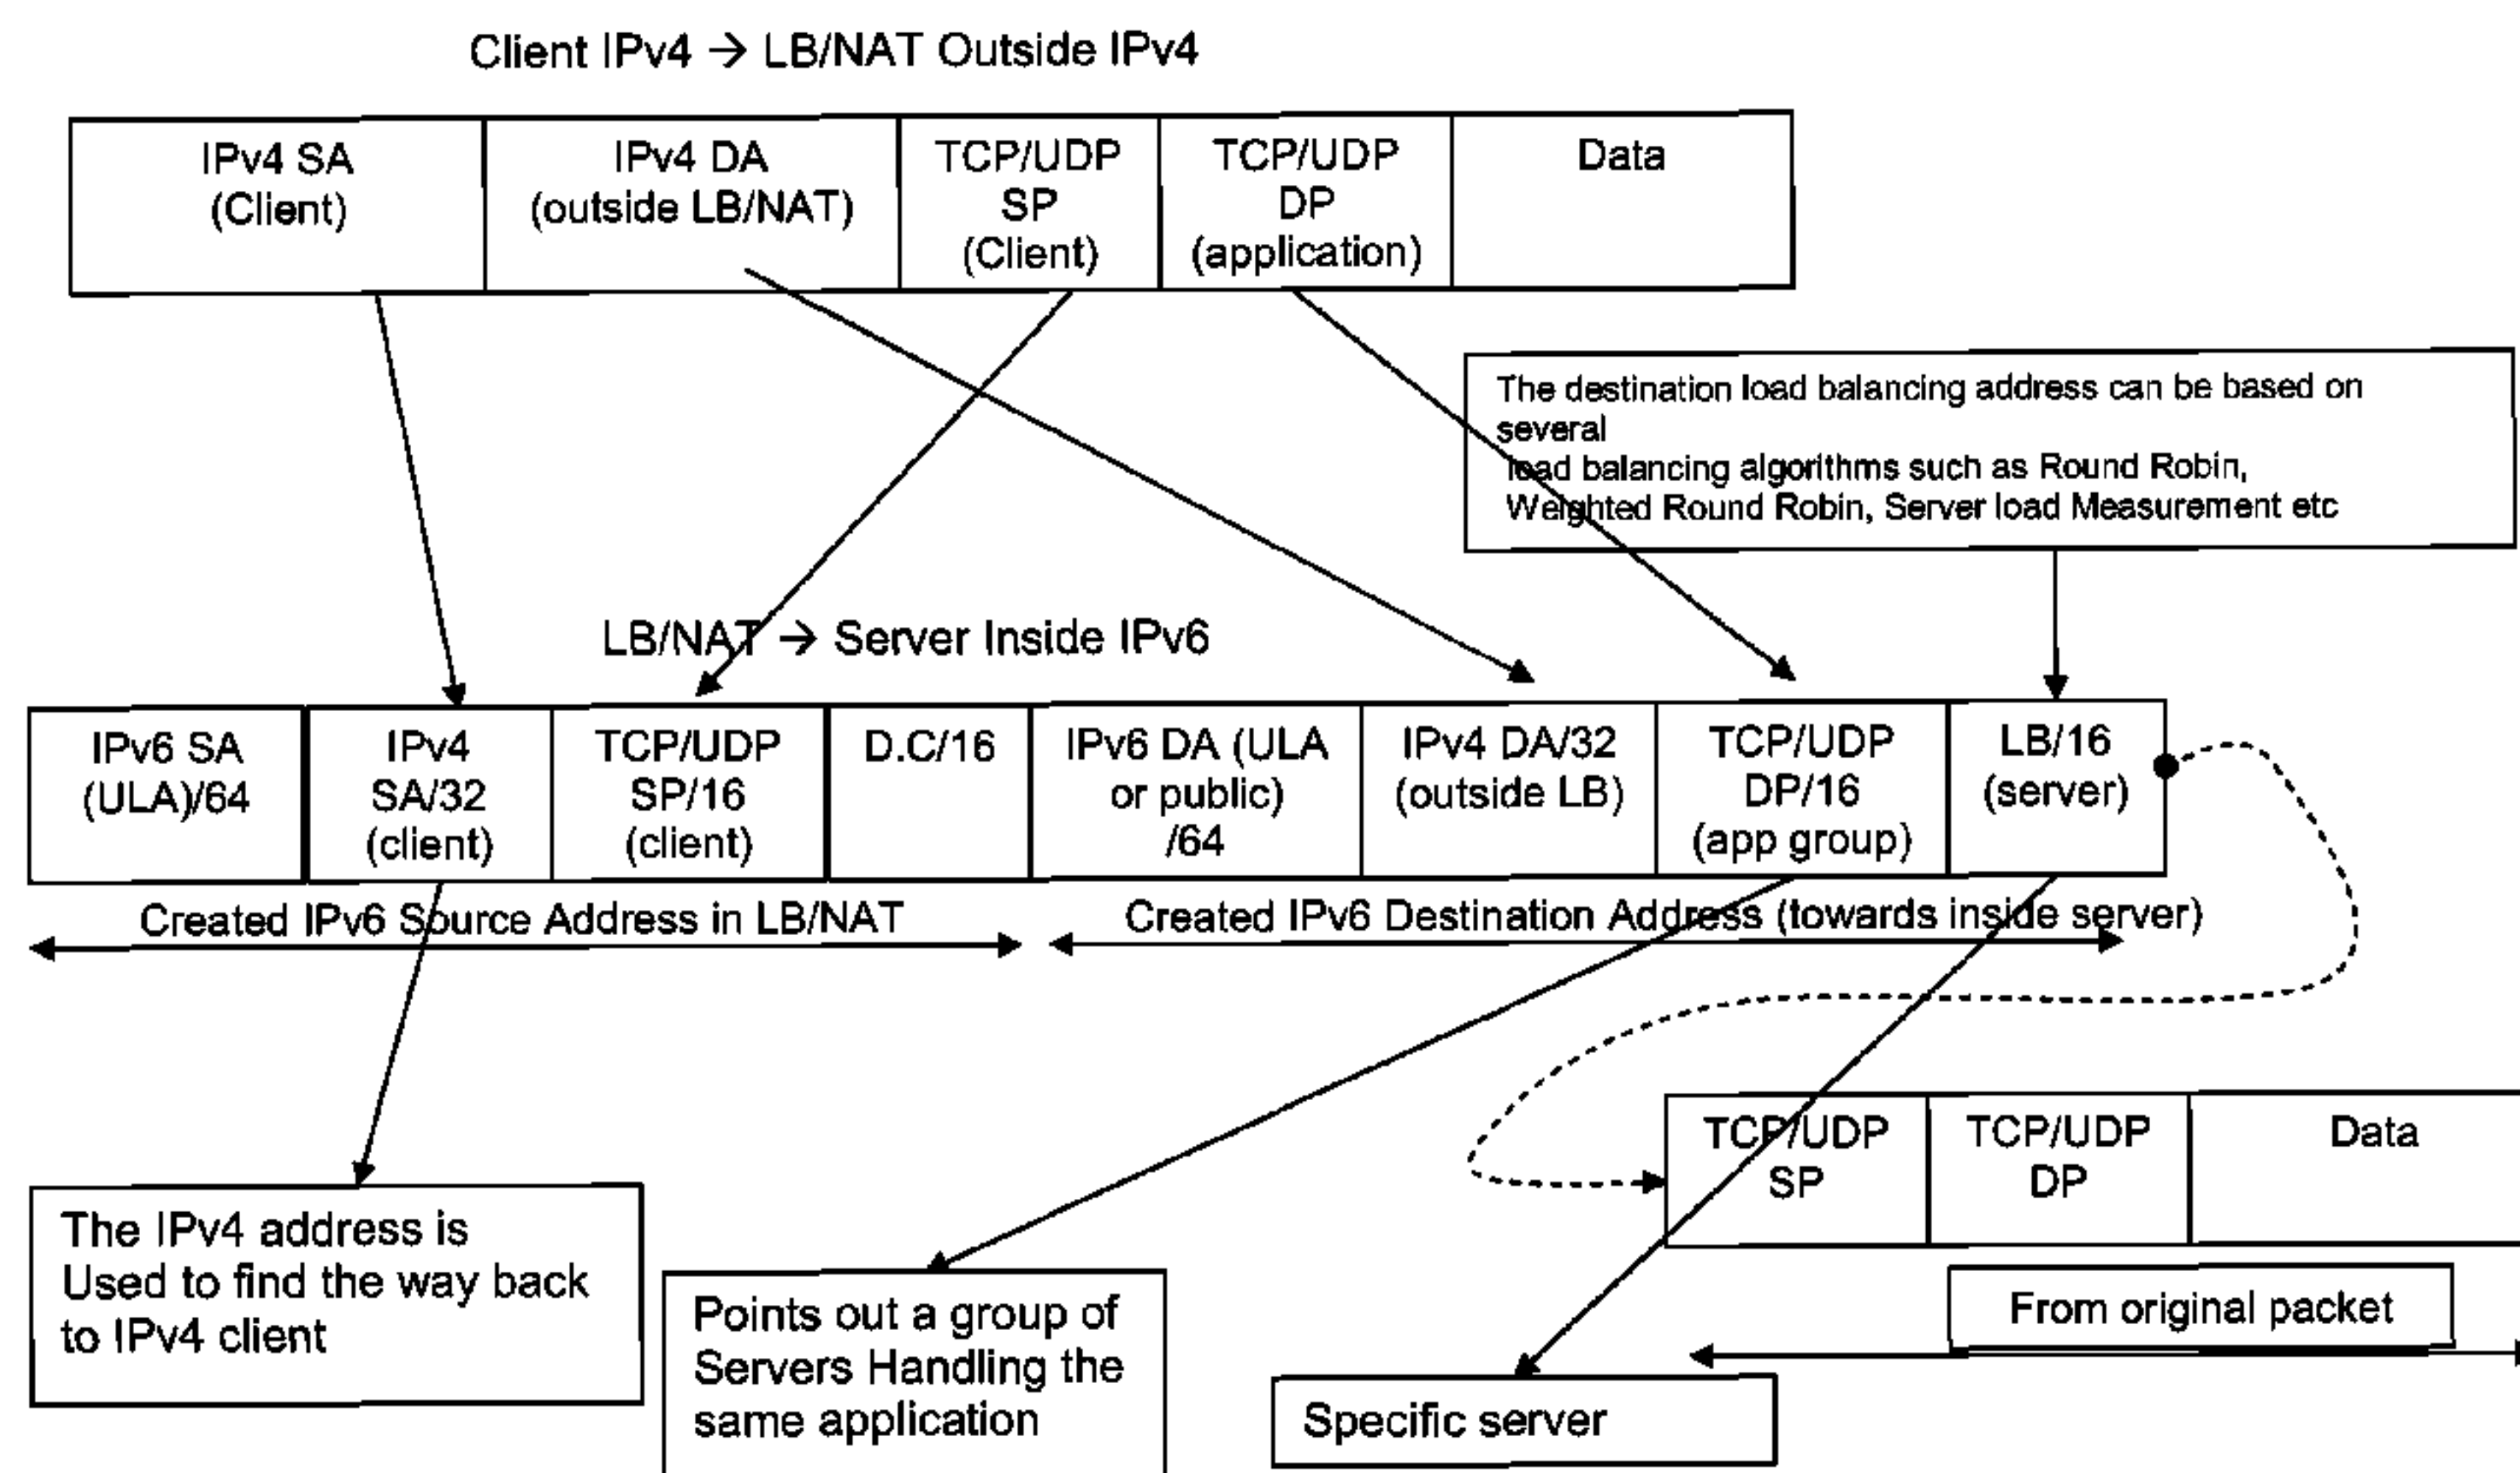 Client IPv4 → LB/NAT Outside IPv4
IPv4 SA
(Client)
IPv4 DA
(outside LB/NAT)
TCP/UDP
SP
(Client)
TCP/UDP
DP
(application)
Data
The destination load balancing address can be based on
several
load balancing algorithms such as Round Robin,
Weighted Round Robin, Server load Measurement etc
LB/NAT → Server Inside IPv6
IPv6 SA
(ULA)/64
IPv4
SA/32
(client)
TCP/UDP
SP/16
(client)
D.C/16
IPv6 DA (ULA
or public)
/64
IPv4 DA/32
(outside LB)
TCP/UDP
DP/16
(app group)
LB/16
(server)
Created IPv6 Source Address in LB/NAT
Created IPv6 Destination Address (towards inside server)
TCP/UDP
SP
TCP/UDP
DP
Data
From original packet
The IPv4 address is
Used to find the way back
to IPv4 client
Points out a group of
Servers Handling the
same application
Specific server